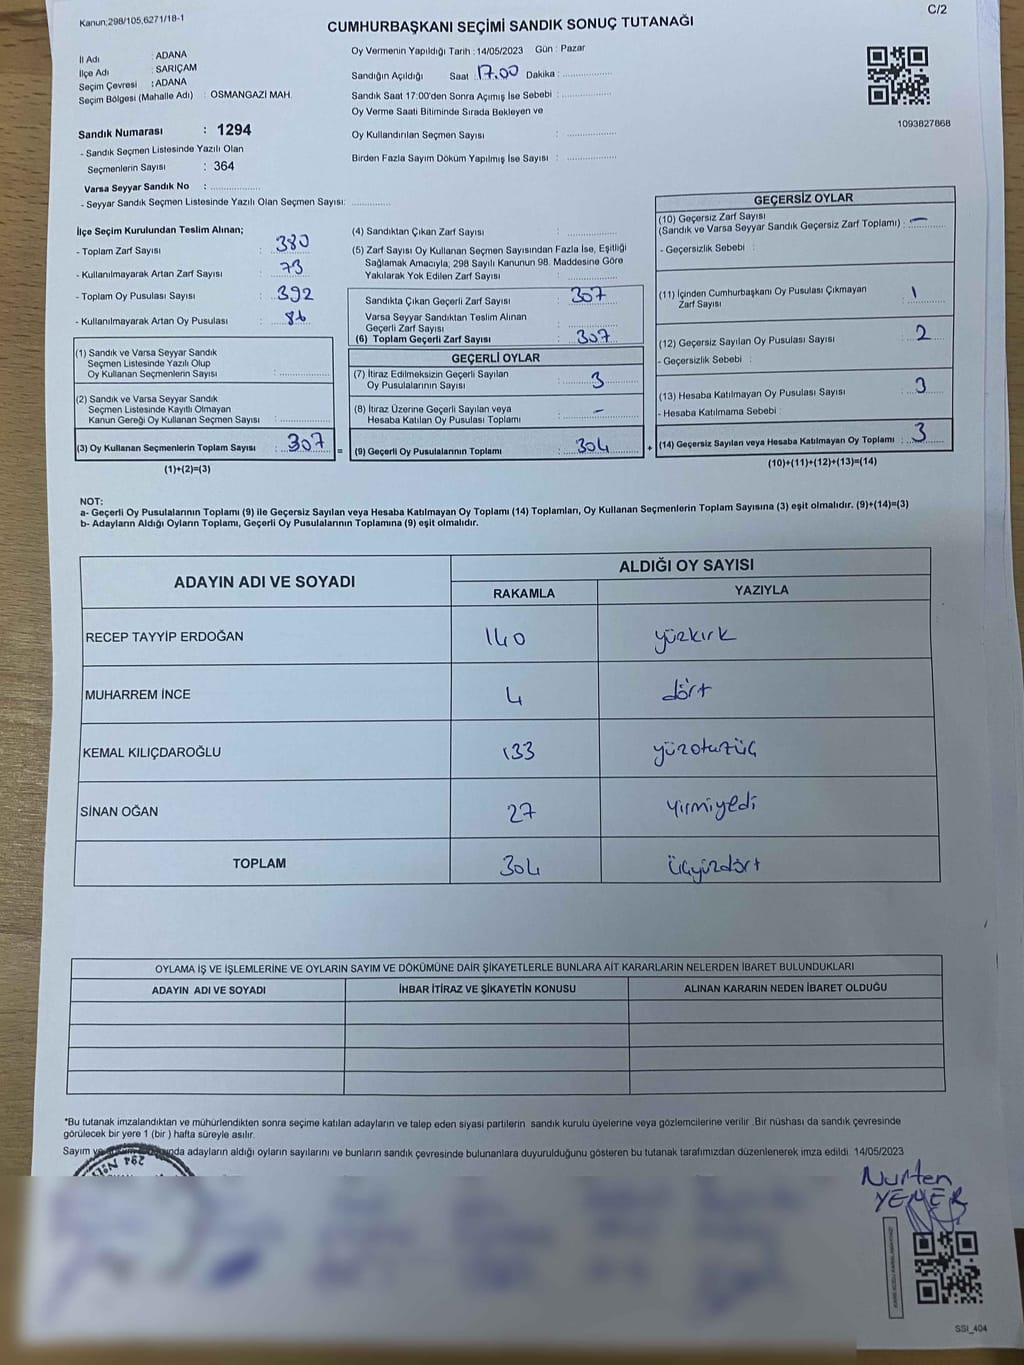 Kanun;298/105,6271/18-1
C/2
CUMHURBAŞKANI SEÇİMİ SANDIK SONUÇ TUTANAĞI
İl Adı : ADANA
İlçe Adı : SARIÇAM
Seçim Çevresi : ADANA
Seçim Bölgesi (Mahalle Adı) : OSMANGAZİ MAH.
Sandık Numarası : 1294
- Sandık Seçmen Listesinde Yazılı Olan
Seçmenlerin Sayısı : 364
Varsa Seyyar Sandık No :
- Seyyar Sandık Seçmen Listesinde Yazılı Olan Seçmen Sayısı:
Oy Vermenin Yapıldığı Tarih : 14/05/2023 Gün : Pazar
Sandığın Açıldığı Saat : 17.00 Dakika :
Sandık Saat 17:00'den Sonra Açımış İse Sebebi :
Oy Verme Saati Bitiminde Sırada Bekleyen ve
Oy Kullandırılan Seçmen Sayısı :
Birden Fazla Sayım Döküm Yapılmış İse Sayısı :
1093827868
İlçe Seçim Kurulundan Teslim Alınan;
- Toplam Zarf Sayısı : 380
- Kullanılmayarak Artan Zarf Sayısı : 73
- Toplam Oy Pusulası Sayısı : 392
- Kullanılmayarak Artan Oy Pusulası : 86
(1) Sandık ve Varsa Seyyar Sandık
Seçmen Listesinde Yazılı Olup
Oy Kullanan Seçmenlerin Sayısı :
(2) Sandık ve Varsa Seyyar Sandık
Seçmen Listesinde Kayıtlı Olmayan
Kanun Gereği Oy Kullanan Seçmen Sayısı :
(3) Oy Kullanan Seçmenlerin Toplam Sayısı : 307 =
(1)+(2)=(3)
(4) Sandıktan Çıkan Zarf Sayısı :
(5) Zarf Sayısı Oy Kullanan Seçmen Sayısından Fazla İse, Eşitliği
Sağlamak Amacıyla, 298 Sayılı Kanunun 98. Maddesine Göre
Yakılarak Yok Edilen Zarf Sayısı :
Sandıkta Çıkan Geçerli Zarf Sayısı : 307
Varsa Seyyar Sandıktan Teslim Alınan
Geçerli Zarf Sayısı :
(6) Toplam Geçerli Zarf Sayısı : 307
GEÇERLİ OYLAR
(7) İtiraz Edilmeksizin Geçerli Sayılan
Oy Pusulalarının Sayısı : 3
(8) İtiraz Üzerine Geçerli Sayılan veya
Hesaba Katılan Oy Pusulası Toplamı : -
(9) Geçerli Oy Pusulalarının Toplamı : 304 +
GEÇERSİZ OYLAR
(10) Geçersiz Zarf Sayısı
(Sandık ve Varsa Seyyar Sandık Geçersiz Zarf Toplamı) : -
- Geçersizlik Sebebi :
(11) İçinden Cumhurbaşkanı Oy Pusulası Çıkmayan
Zarf Sayısı : 1
(12) Geçersiz Sayılan Oy Pusulası Sayısı : 2
- Geçersizlik Sebebi :
(13) Hesaba Katılmayan Oy Pusulası Sayısı : 3
- Hesaba Katılmama Sebebi :
(14) Geçersiz Sayılan veya Hesaba Katılmayan Oy Toplamı : 3
(10)+(11)+(12)+(13)=(14)
NOT:
a- Geçerli Oy Pusulalarının Toplamı (9) ile Geçersiz Sayılan veya Hesaba Katılmayan Oy Toplamı (14) Toplamları, Oy Kullanan Seçmenlerin Toplam Sayısına (3) eşit olmalıdır. (9)+(14)=(3)
b- Adayların Aldığı Oyların Toplamı, Geçerli Oy Pusulalarının Toplamına (9) eşit olmalıdır.
ADAYIN ADI VE SOYADI ALDIĞI OY SAYISI
RAKAMLA YAZIYLA
RECEP TAYYİP ERDOĞAN 140 yüzkırk
MUHARREM İNCE 4 dört
KEMAL KILIÇDAROĞLU 133 yüzotuzüç
SİNAN OĞAN 27 Yirmiyedi
TOPLAM 304 üçyüzdört
OYLAMA İŞ VE İŞLEMLERİNE VE OYLARIN SAYIM VE DÖKÜMÜNE DAİR ŞİKAYETLERLE BUNLARA AİT KARARLARIN NELERDEN İBARET BULUNDUKLARI
ADAYIN ADI VE SOYADI İHBAR İTİRAZ VE ŞİKAYETİN KONUSU ALINAN KARARIN NEDEN İBARET OLDUĞU
*Bu tutanak imzalandıktan ve mühürlendikten sonra seçime katılan adayların ve talep eden siyasi partilerin sandık kurulu üyelerine veya gözlemcilerine verilir. Bir nüshası da sandık çevresinde
görülecek bir yere 1 (bir ) hafta süreyle asılır.
Sayım ve adayların aldığı oyların sayılarını ve bunların sandık çevresinde bulunanlara duyurulduğunu gösteren bu tutanak tarafımızdan düzenlenerek imza edildi. 14/05/2023
Nurten
YENER
SSI_404